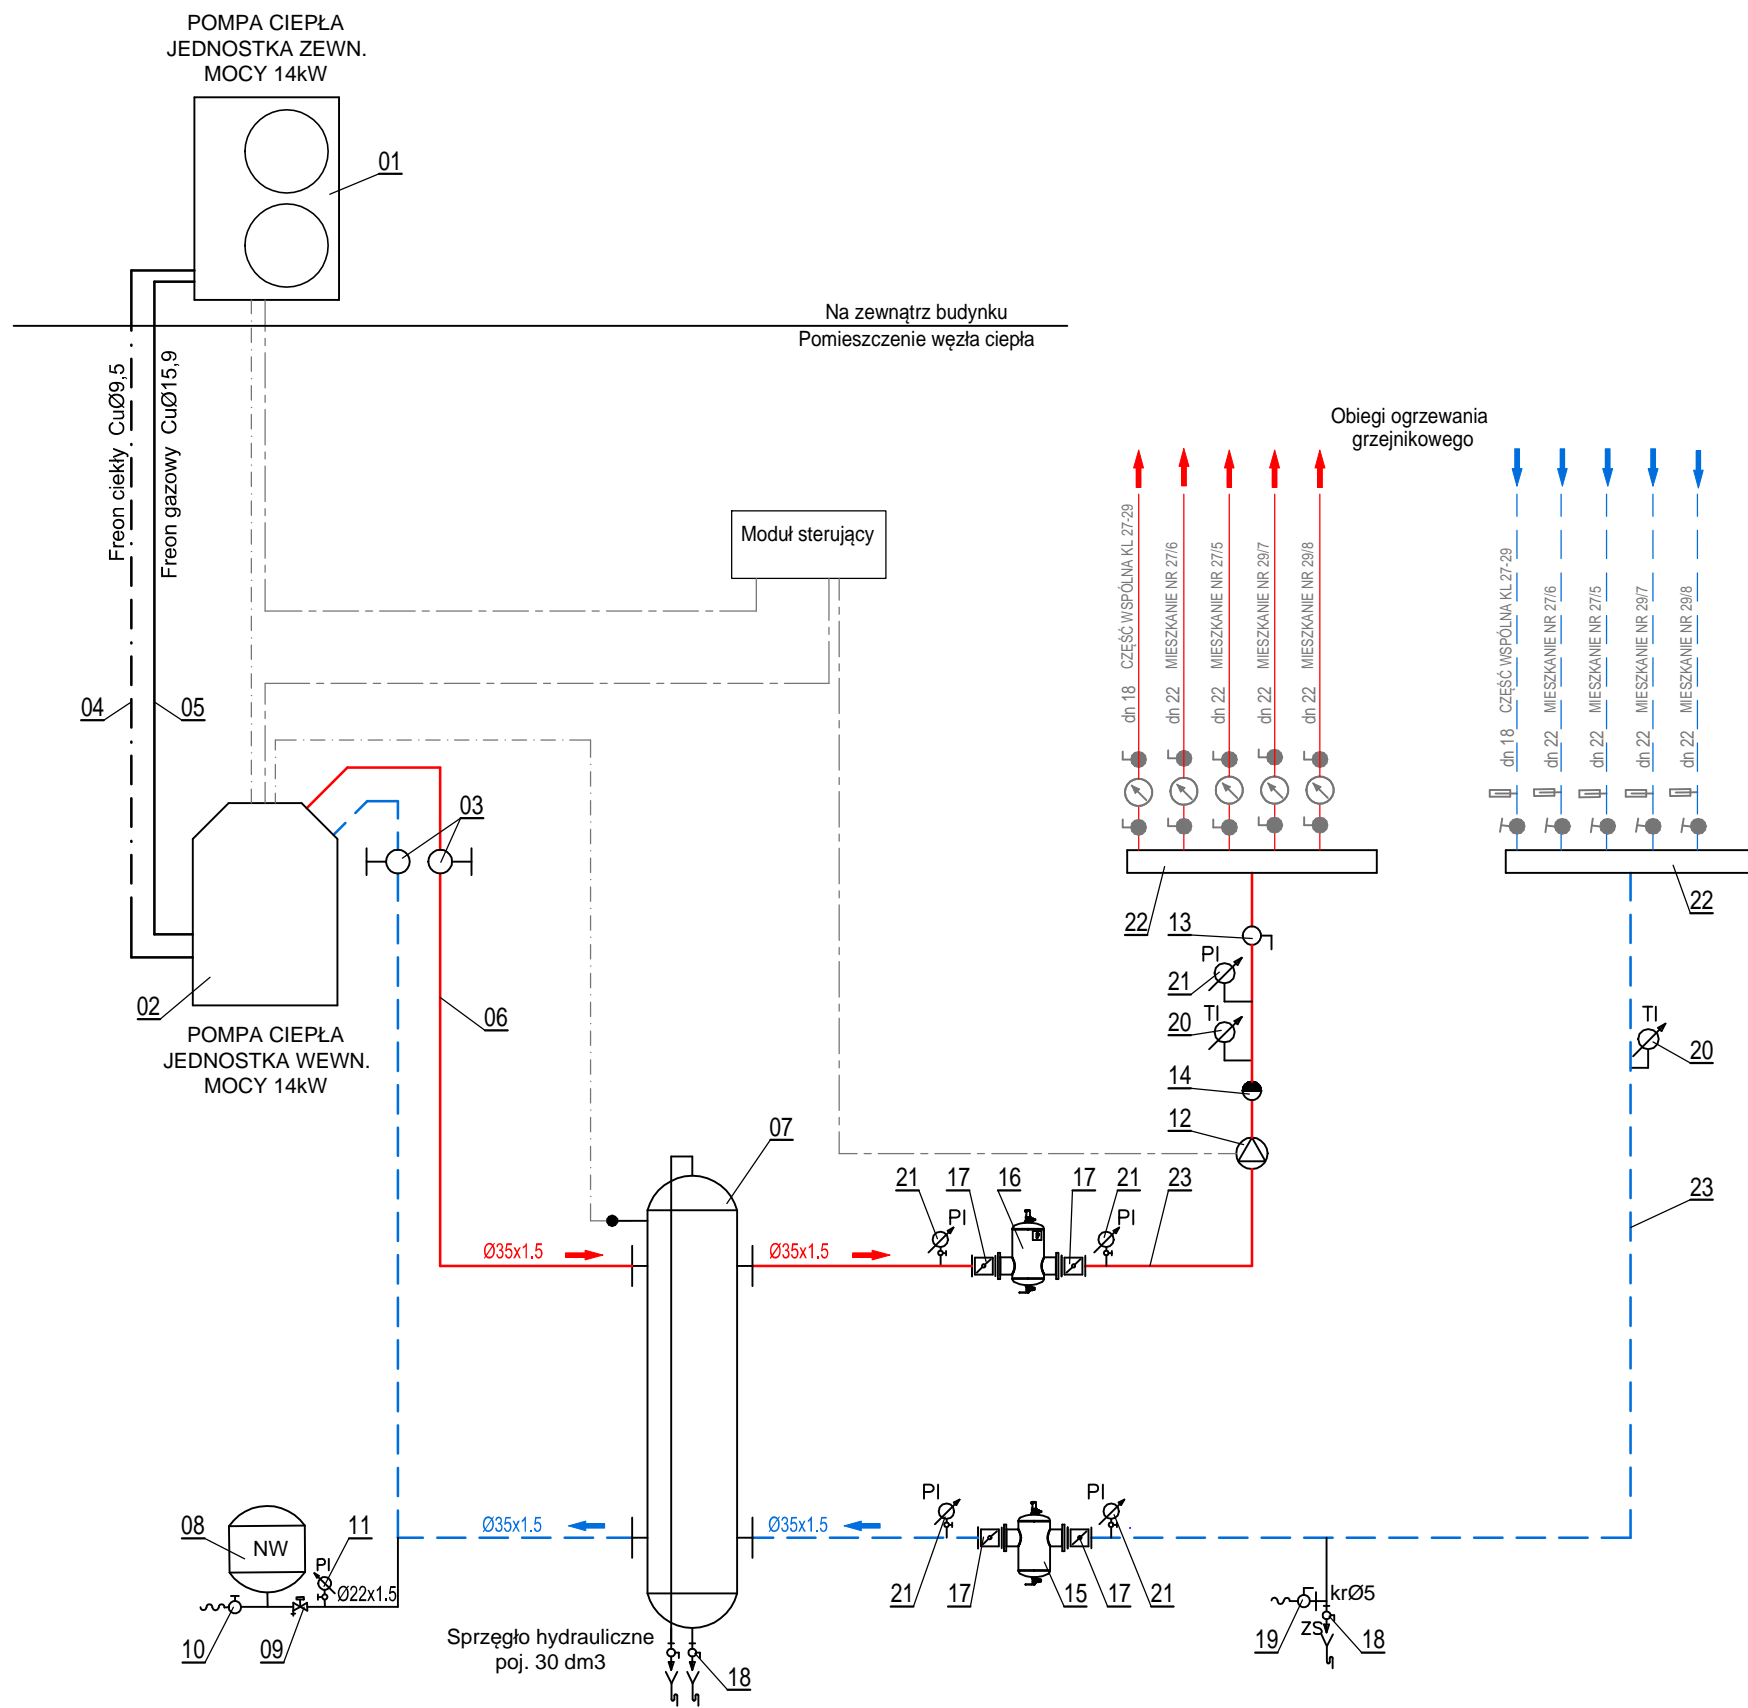 POMPA CIEPŁA
JEDNOSTKA ZEWN.
MOCY 14kW
01
Na zewnątrz budynku
Pomieszczenie węzła ciepła
Freon ciekły CuØ9,5
Freon gazowy CuØ15,9
Obiegi ogrzewania
grzejnikowego
Moduł sterujący
dn 18 CZĘŚĆ WSPÓLNA KL 27-29
dn 22 MIESZKANIE NR 27/6
dn 22 MIESZKANIE NR 27/5
dn 22 MIESZKANIE NR 29/7
dn 22 MIESZKANIE NR 29/8
dn 18 CZĘŚĆ WSPÓLNA KL 27-29
dn 22 MIESZKANIE NR 27/6
dn 22 MIESZKANIE NR 27/5
dn 22 MIESZKANIE NR 29/7
dn 22 MIESZKANIE NR 29/8
04
05
03
02
06
POMPA CIEPŁA
JEDNOSTKA WEWN.
MOCY 14kW
22
13
22
PI
21
TI
20
TI
20
14
12
07
21
17
16
17
21
23
23
PI
PI
Ø35x1.5
Ø35x1.5
PI
PI
Ø35x1.5
Ø35x1.5
08
NW
11
PI
Ø22x1.5
10
09
21
17
15
17
21
krØ5
ZS
19
18
Sprzęgło hydrauliczne
poj. 30 dm3
18